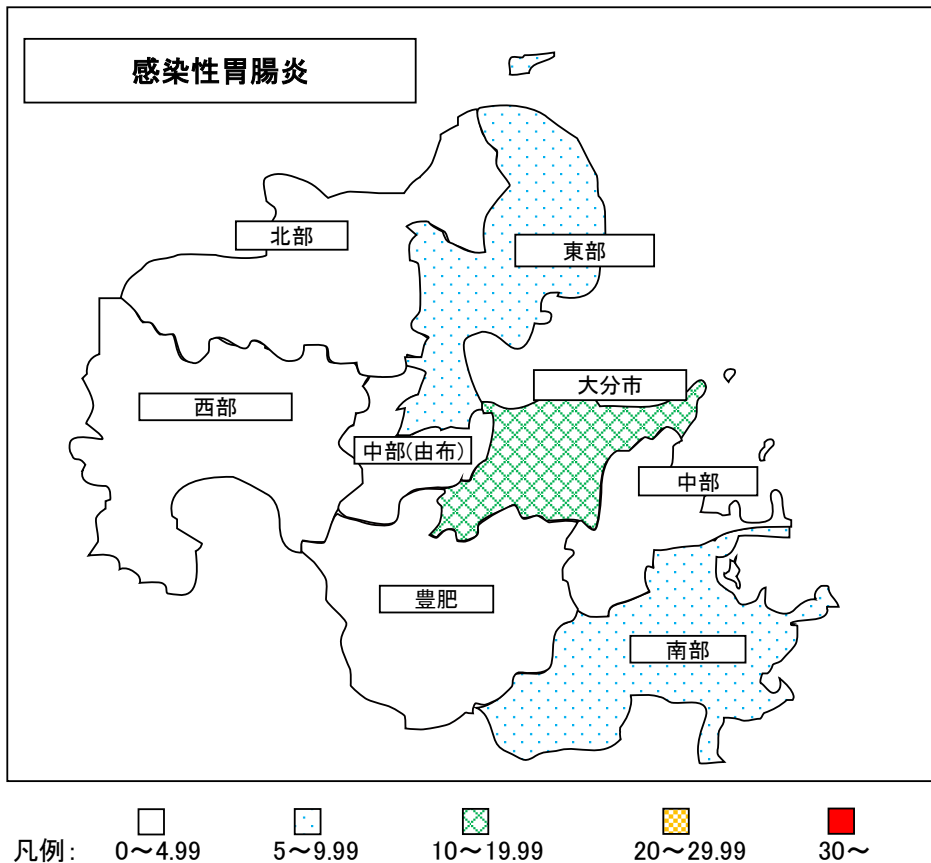 感染性胃腸炎
北部
東部
大分市
西部
中部(由布)
中部
豊肥
南部
凡例: 0～4.99 5～9.99 10～19.99 20～29.99 30～